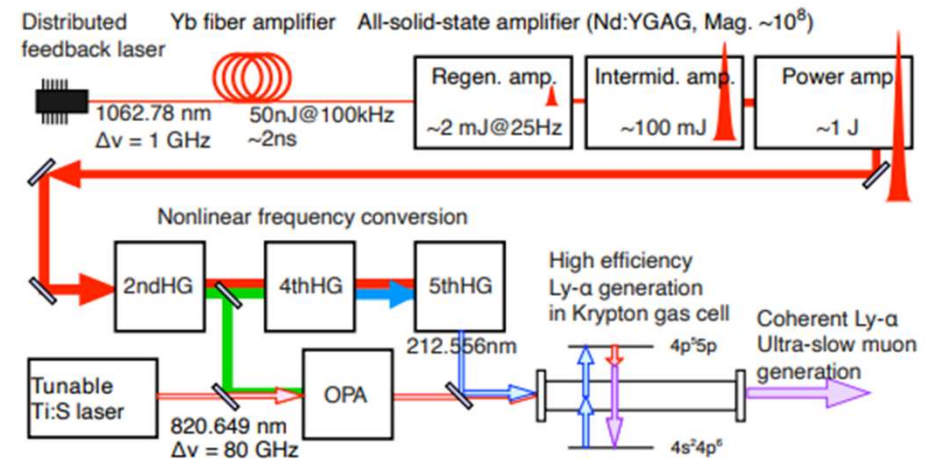 Distributed
feedback laser
Yb fiber amplifier
All-solid-state amplifier (Nd:YGAG, Mag. ~10⁸)
1062.78 nm
Δν = 1 GHz
50nJ@100kHz
~2ns
Regen. amp.
~2 mJ@25Hz
Intermid. amp.
~100 mJ
Power amp
~1 J
Nonlinear frequency conversion
2ndHG
4thHG
5thHG
212.556nm
High efficiency
Ly-α generation
in Krypton gas cell
4p⁵5p
4s²4p⁶
Coherent Ly-α
Ultra-slow muon
generation
Tunable
Ti:S laser
820.649 nm
Δν = 80 GHz
OPA